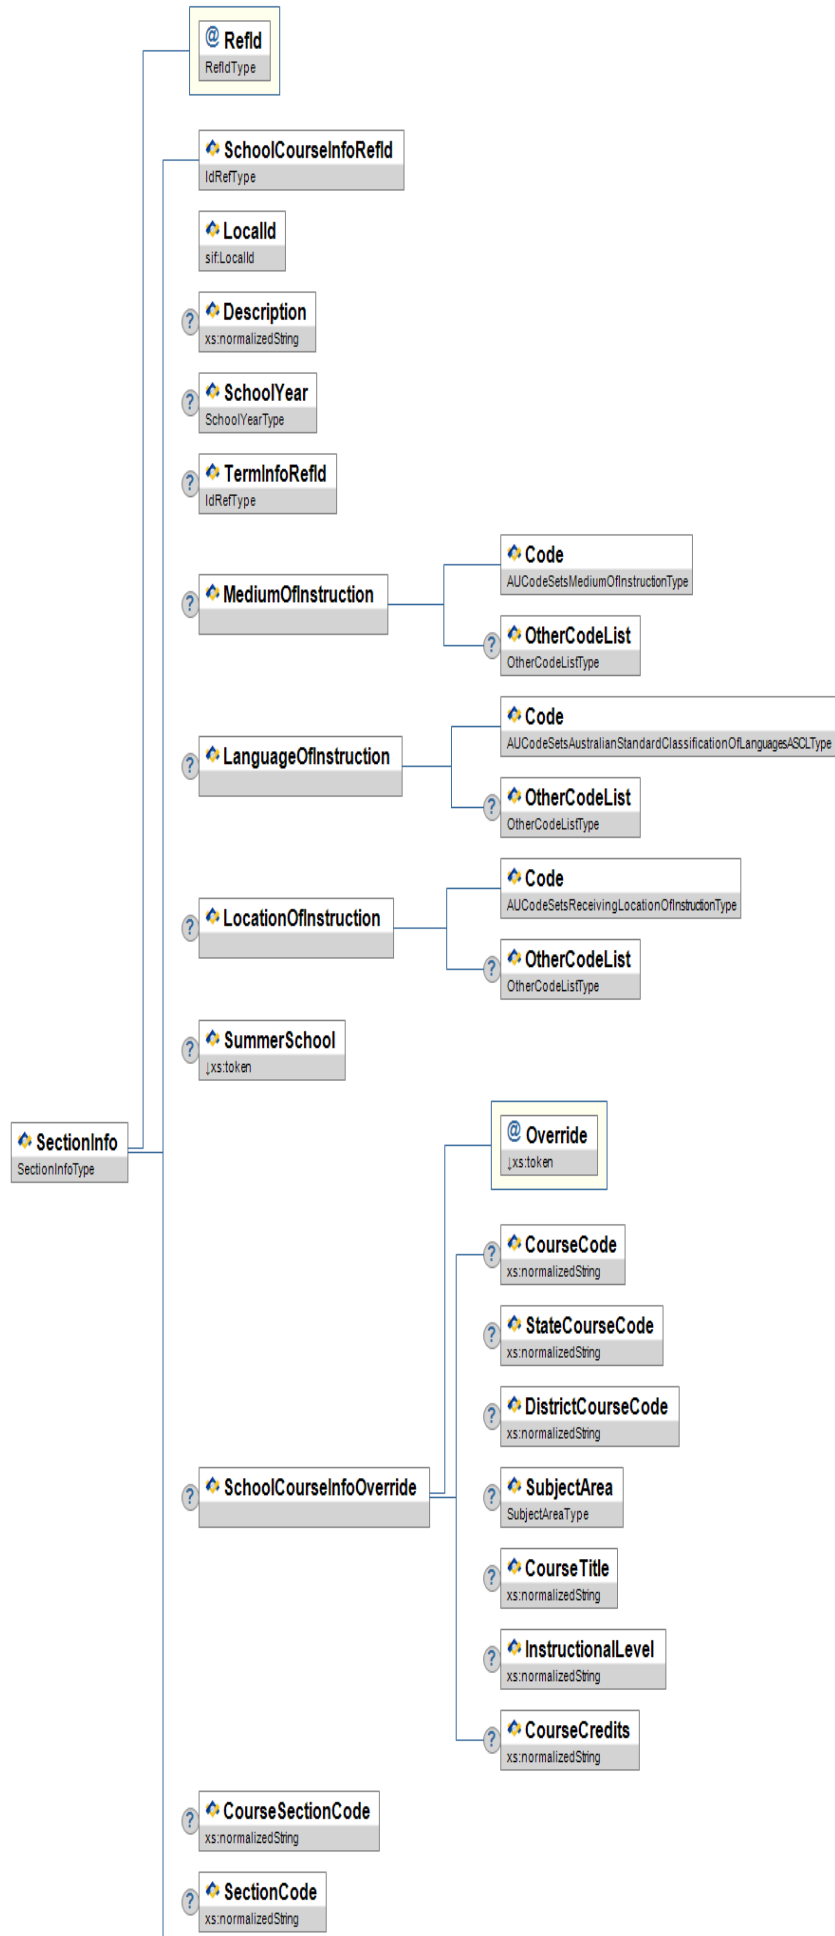 @ RefId
RefIdType
SchoolCourseInfoRefId
IdRefType
LocalId
sif:LocalId
? Description
xs:normalizedString
? SchoolYear
SchoolYearType
? TermInfoRefId
IdRefType
Code
AUCodeSetsMediumOfInstructionType
? MediumOfInstruction
? OtherCodeList
OtherCodeListType
Code
AUCodeSetsAustralianStandardClassificationOfLanguagesASCLType
? LanguageOfInstruction
? OtherCodeList
OtherCodeListType
Code
AUCodeSetsReceivingLocationOfInstructionType
? LocationOfInstruction
? OtherCodeList
OtherCodeListType
? SummerSchool
↓xs:token
SectionInfo
SectionInfoType
@ Override
↓xs:token
? CourseCode
xs:normalizedString
? StateCourseCode
xs:normalizedString
? DistrictCourseCode
xs:normalizedString
? SchoolCourseInfoOverride
? SubjectArea
SubjectAreaType
? CourseTitle
xs:normalizedString
? InstructionalLevel
xs:normalizedString
? CourseCredits
xs:normalizedString
? CourseSectionCode
xs:normalizedString
? SectionCode
xs:normalizedString